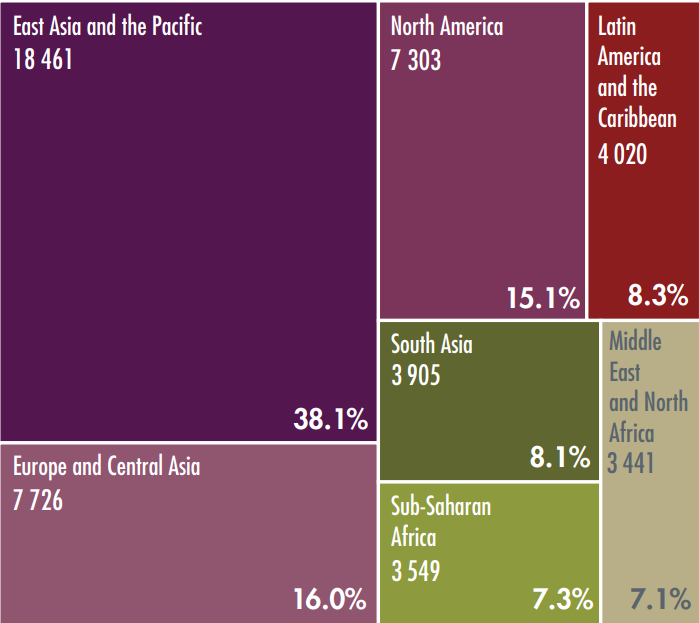 East Asia and the Pacific
18 461
38.1%
North America
7 303
15.1%
Latin
America
and the
Caribbean
4 020
8.3%
Europe and Central Asia
7 726
16.0%
South Asia
3 905
8.1%
Sub-Saharan
Africa
3 549
7.3%
Middle
East
and North
Africa
3 441
7.1%